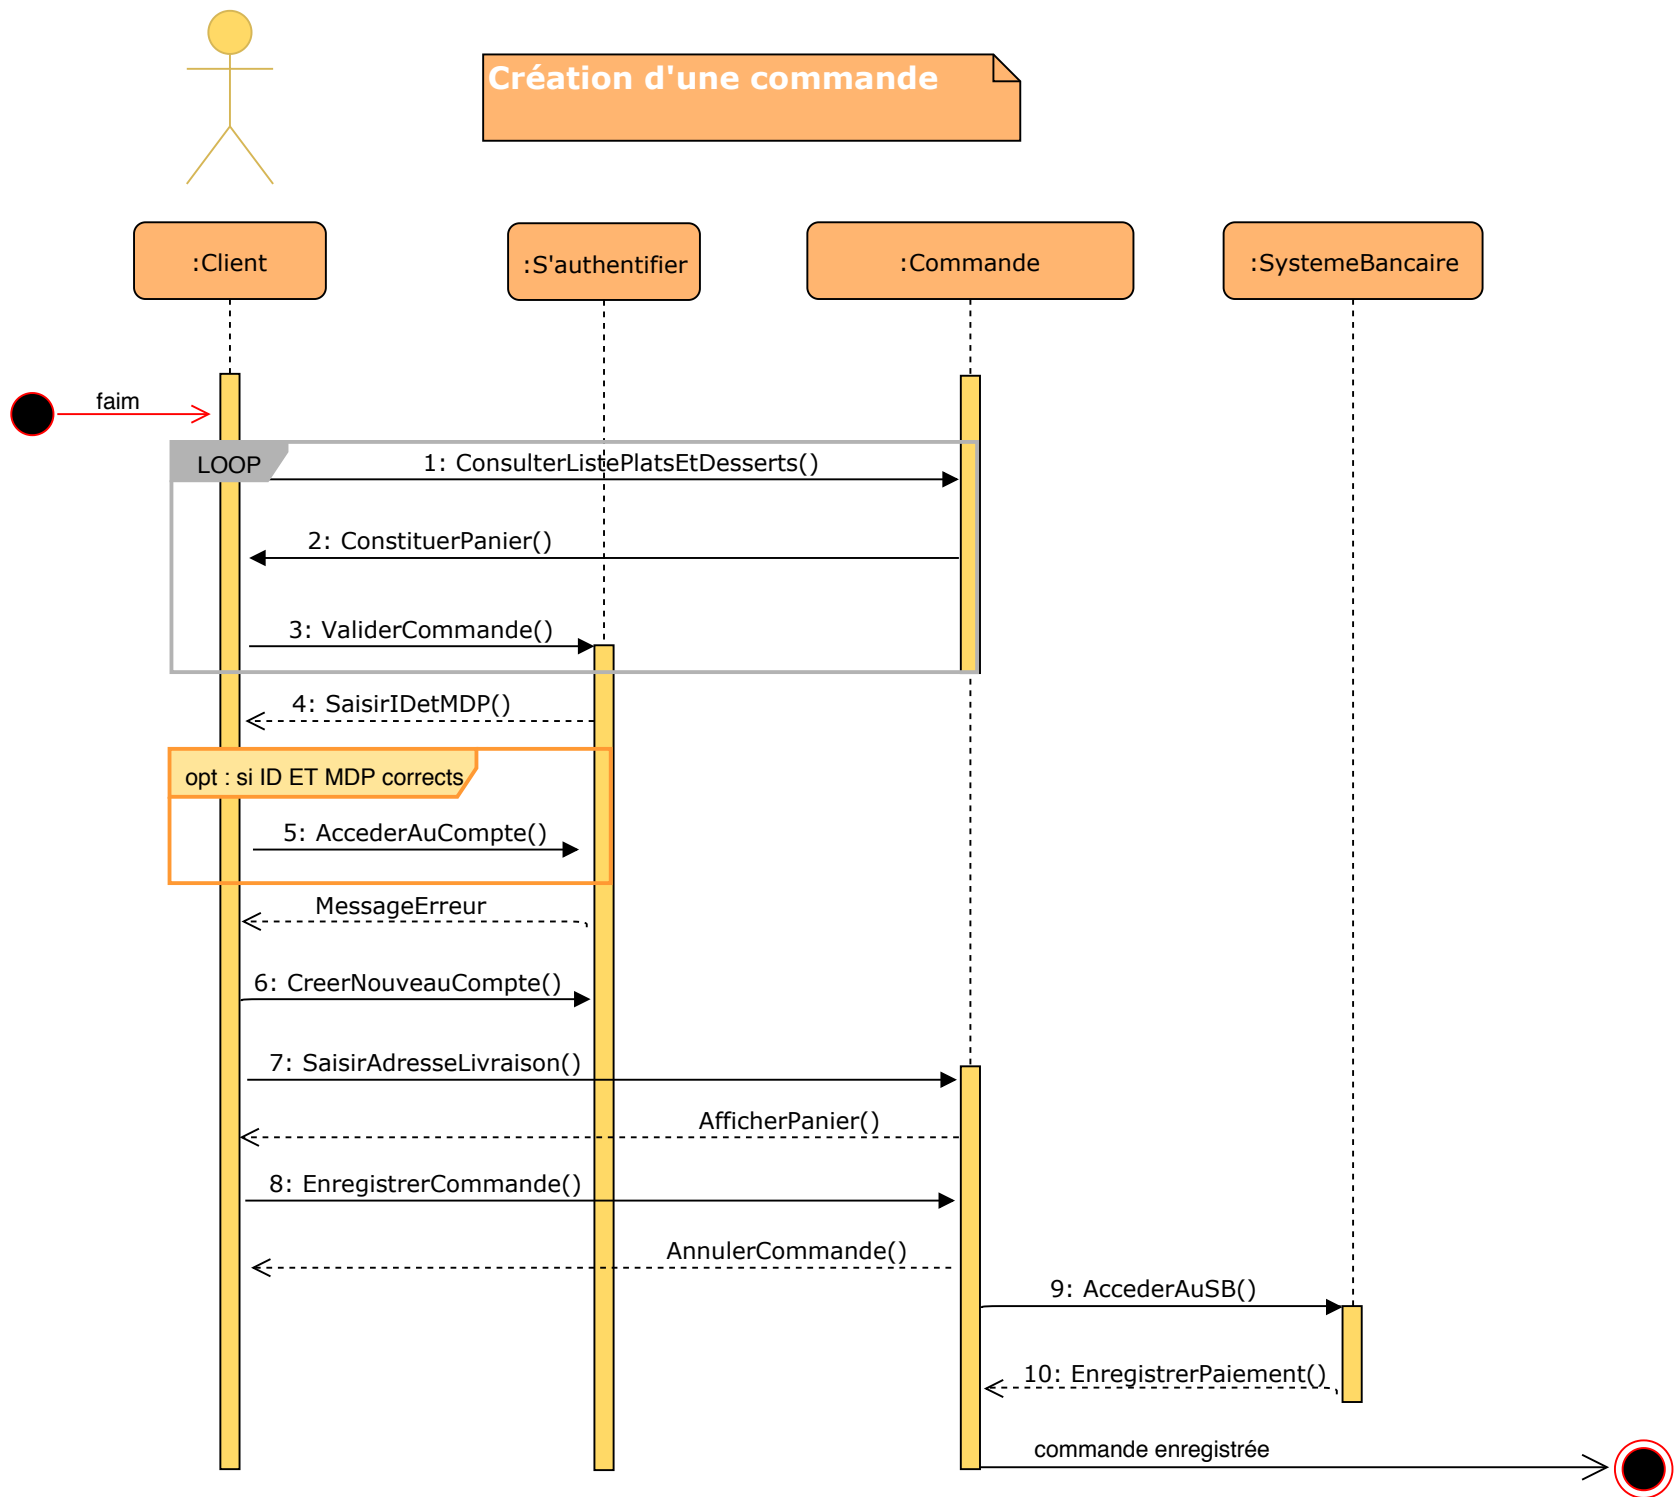 Création d'une commande
:Client
:S'authentifier
:Commande
:SystemeBancaire
faim
LOOP
1: ConsulterListePlatsEtDesserts()
2: ConstituerPanier()
3: ValiderCommande()
4: SaisirIDetMDP()
opt : si ID ET MDP corrects
5: AccederAuCompte()
MessageErreur
6: CreerNouveauCompte()
7: SaisirAdresseLivraison()
AfficherPanier()
8: EnregistrerCommande()
AnnulerCommande()
9: AccederAuSB()
10: EnregistrerPaiement()
commande enregistrée